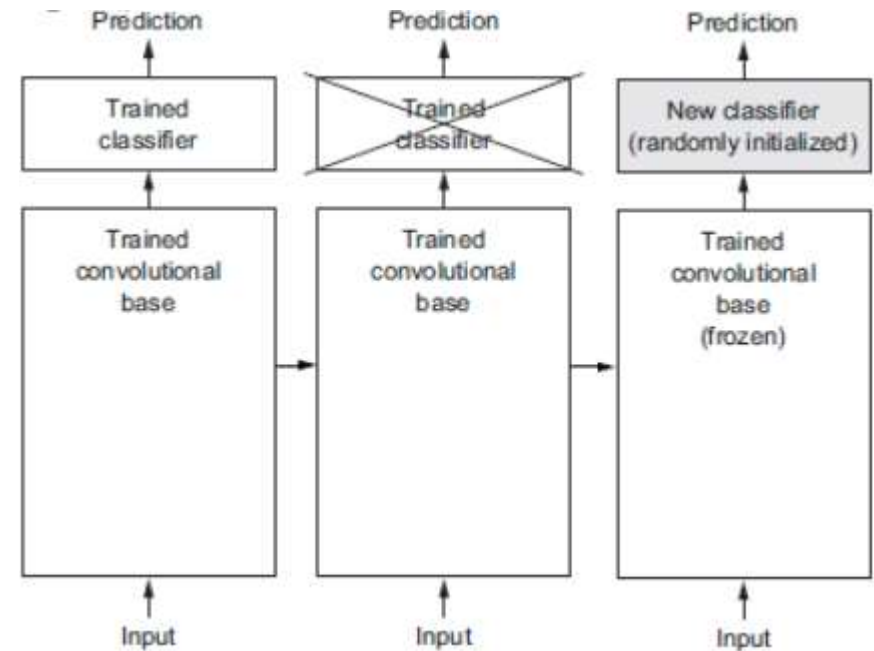 Prediction
Trained
classifier
Trained
convolutional
base
Input
Prediction
Trained
classifier
Trained
convolutional
base
Input
Prediction
New classifier
(randomly initialized)
Trained
convolutional
base
(frozen)
Input